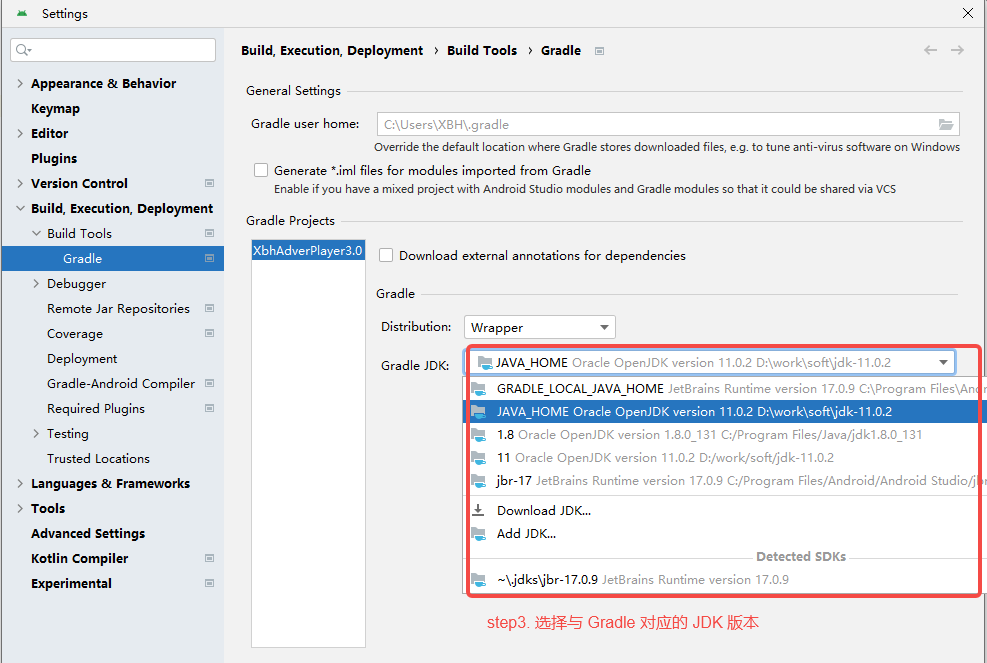 Settings
Build, Execution, Deployment › Build Tools › Gradle
Appearance & Behavior
Keymap
Editor
Plugins
Version Control
Build, Execution, Deployment
Build Tools
Gradle
Debugger
Remote Jar Repositories
Coverage
Deployment
Gradle-Android Compiler
Required Plugins
Testing
Trusted Locations
Languages & Frameworks
Tools
Advanced Settings
Kotlin Compiler
Experimental
General Settings
Gradle user home: C:\Users\XBH\.gradle
Override the default location where Gradle stores downloaded files, e.g. to tune anti-virus software on Windows
Generate *.iml files for modules imported from Gradle
Enable if you have a mixed project with Android Studio modules and Gradle modules so that it could be shared via VCS
Gradle Projects
XbhAdverPlayer3.0
Download external annotations for dependencies
Gradle
Distribution: Wrapper
Gradle JDK: JAVA_HOME Oracle OpenJDK version 11.0.2 D:\work\soft\jdk-11.0.2
GRADLE_LOCAL_JAVA_HOME JetBrains Runtime version 17.0.9 C:\Program Files\Andr
JAVA_HOME Oracle OpenJDK version 11.0.2 D:\work\soft\jdk-11.0.2
1.8 Oracle OpenJDK version 1.8.0_131 C:/Program Files/Java/jdk1.8.0_131
11 Oracle OpenJDK version 11.0.2 D:/work/soft/jdk-11.0.2
jbr-17 JetBrains Runtime version 17.0.9 C:/Program Files/Android/Android Studio/jbr
Download JDK...
Add JDK...
Detected SDKs
~\.jdks\jbr-17.0.9 JetBrains Runtime version 17.0.9
step3. 选择与 Gradle 对应的 JDK 版本